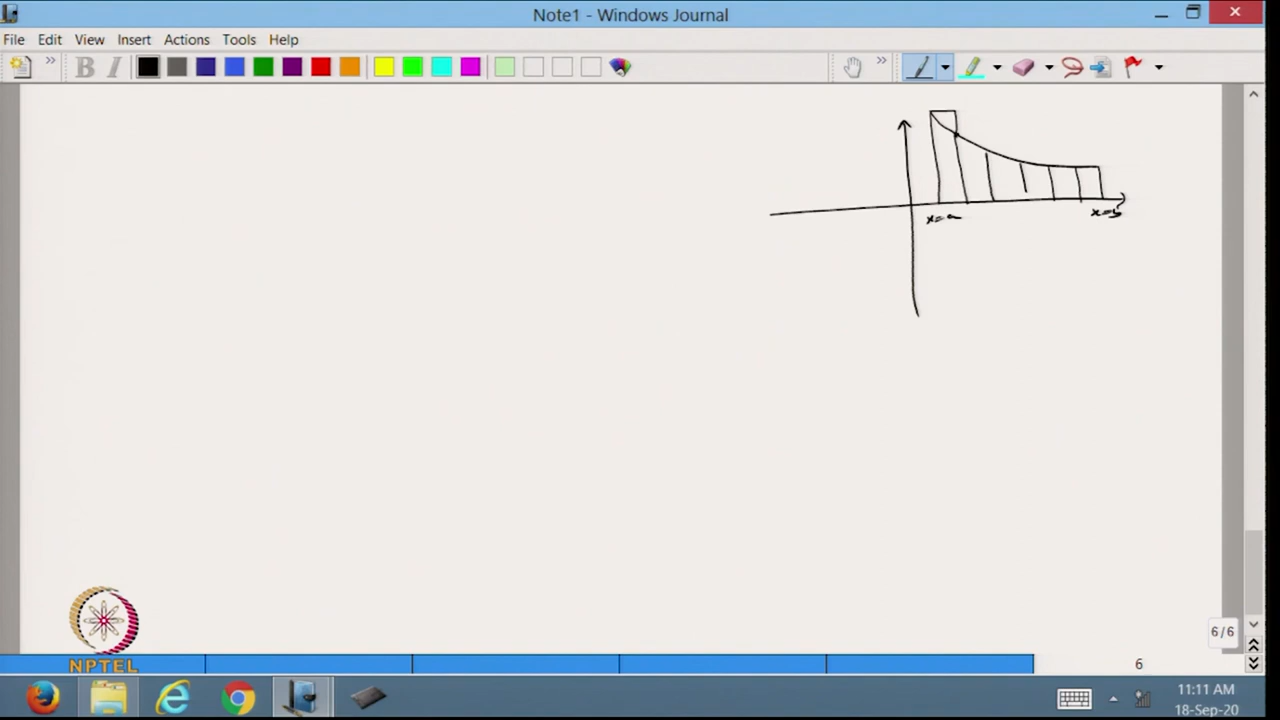 Note1 - Windows Journal
File Edit View Insert Actions Tools Help
B I
x=a
x=b
6/6
NPTEL
6
11:11 AM
18-Sep-20